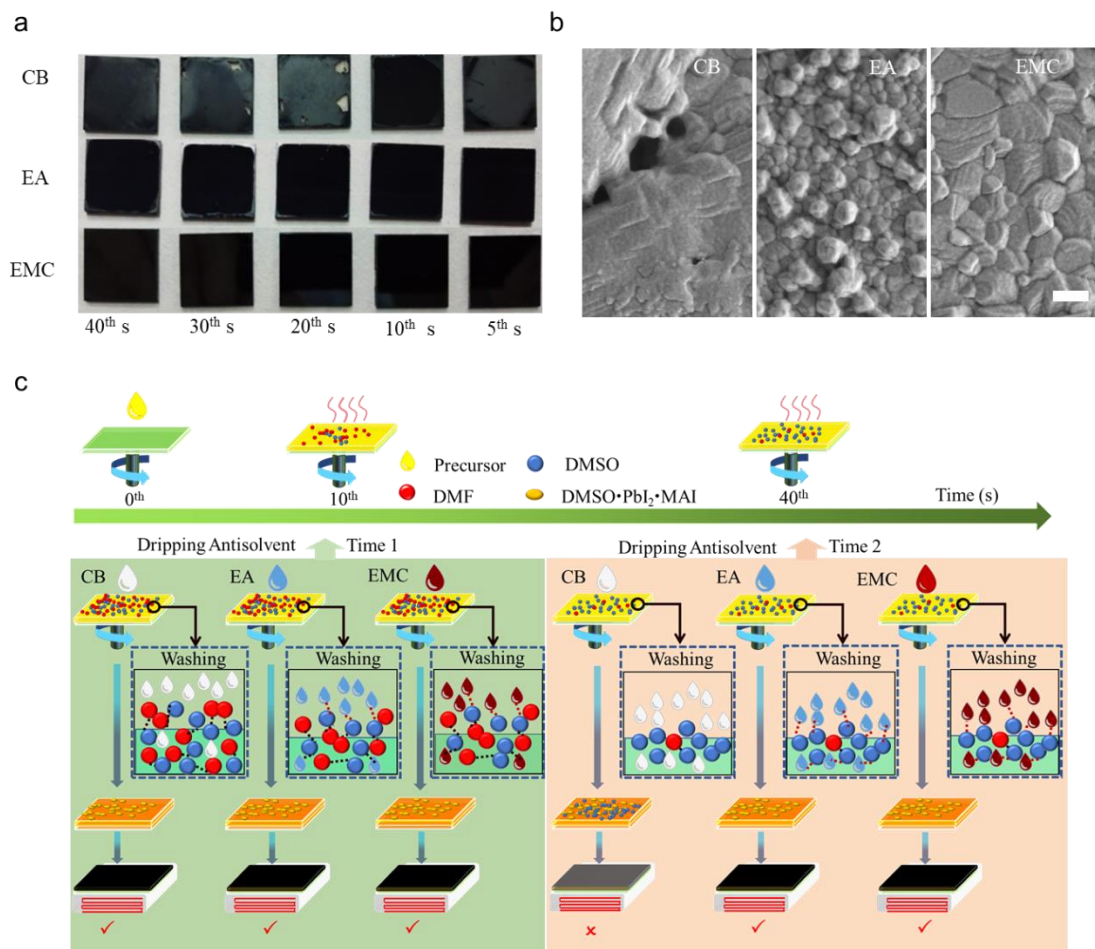 a
CB
EA
EMC
40th s
30th s
20th s
10th s
5th s
b
CB
EA
EMC
c
Precursor
DMSO
DMF
DMSO•PbI₂•MAI
0th
10th
40th
Time (s)
Dripping Antisolvent
Time 1
Dripping Antisolvent
Time 2
CB
EA
EMC
CB
EA
EMC
Washing
Washing
Washing
Washing
Washing
Washing